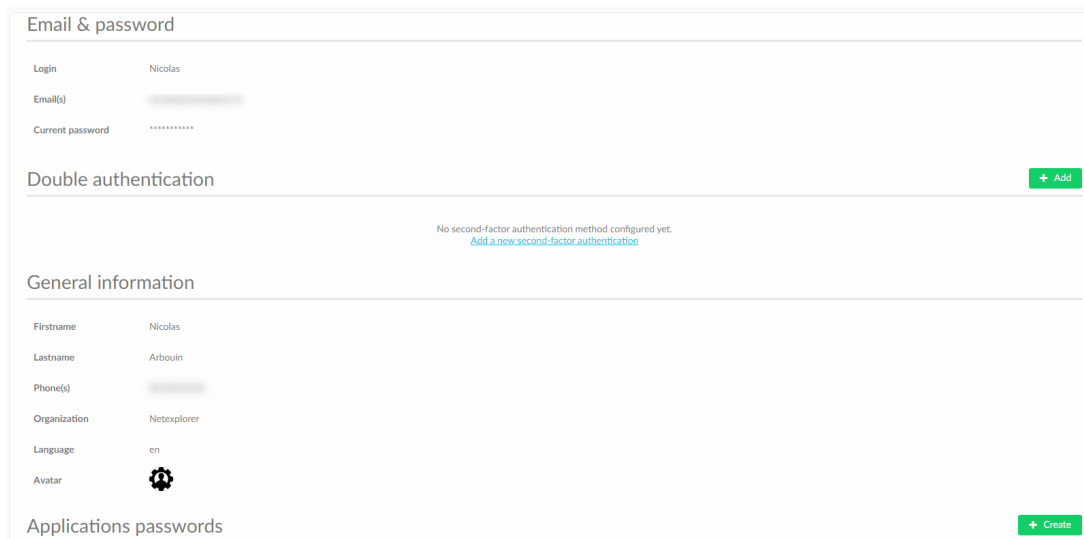 Email & password
Login Nicolas
Email(s)
Current password ***********
Double authentication + Add
No second-factor authentication method configured yet.
Add a new second-factor authentication
General information
Firstname Nicolas
Lastname Arbouin
Phone(s)
Organization Netexplorer
Language en
Avatar
Applications passwords + Create